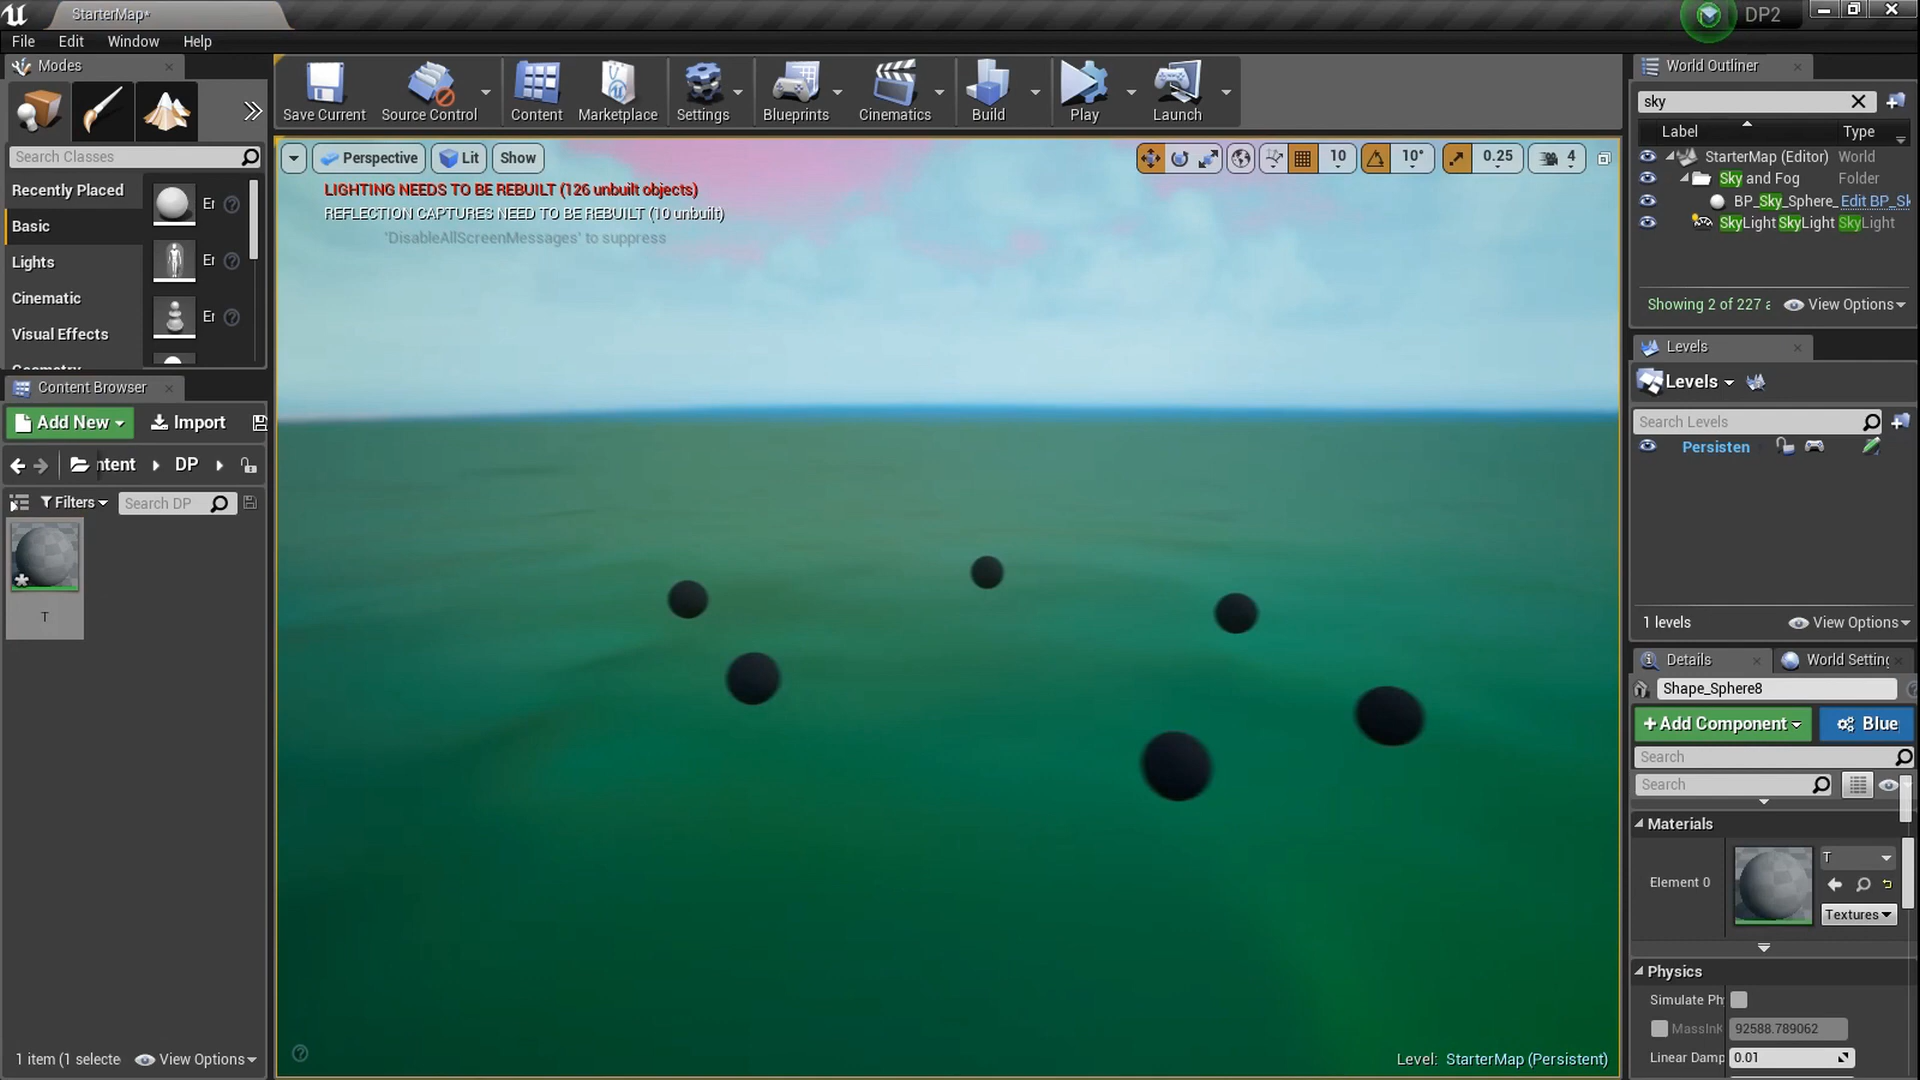 StarterMap*
DP2
File Edit Window Help
Modes
Search Classes
Recently Placed
Basic
Lights
Cinematic
Visual Effects
Er
Er
Er
Save Current
Source Control
Content
Marketplace
Settings
Blueprints
Cinematics
Build
Play
Launch
Perspective
Lit
Show
10
10°
0.25
4
LIGHTING NEEDS TO BE REBUILT (126 unbuilt objects)
REFLECTION CAPTURES NEED TO BE REBUILT (10 unbuilt)
'DisableAllScreenMessages' to suppress
Level: StarterMap (Persistent)
Content Browser
Add New
Import
ntent
DP
Filters
Search DP
T
1 item (1 selecte
View Options
World Outliner
sky
Label
Type
StarterMap (Editor) World
Sky and Fog Folder
BP_Sky_Sphere_ Edit BP_Sk
SkyLight SkyLight SkyLight
Showing 2 of 227 a
View Options
Levels
Levels
Search Levels
Persisten
1 levels
View Options
Details
World Setting
Shape_Sphere8
+Add Component
Blue
Search
Search
Materials
Element 0
T
Textures
Physics
Simulate Ph
MassInK
92588.789062
Linear Damp
0.01